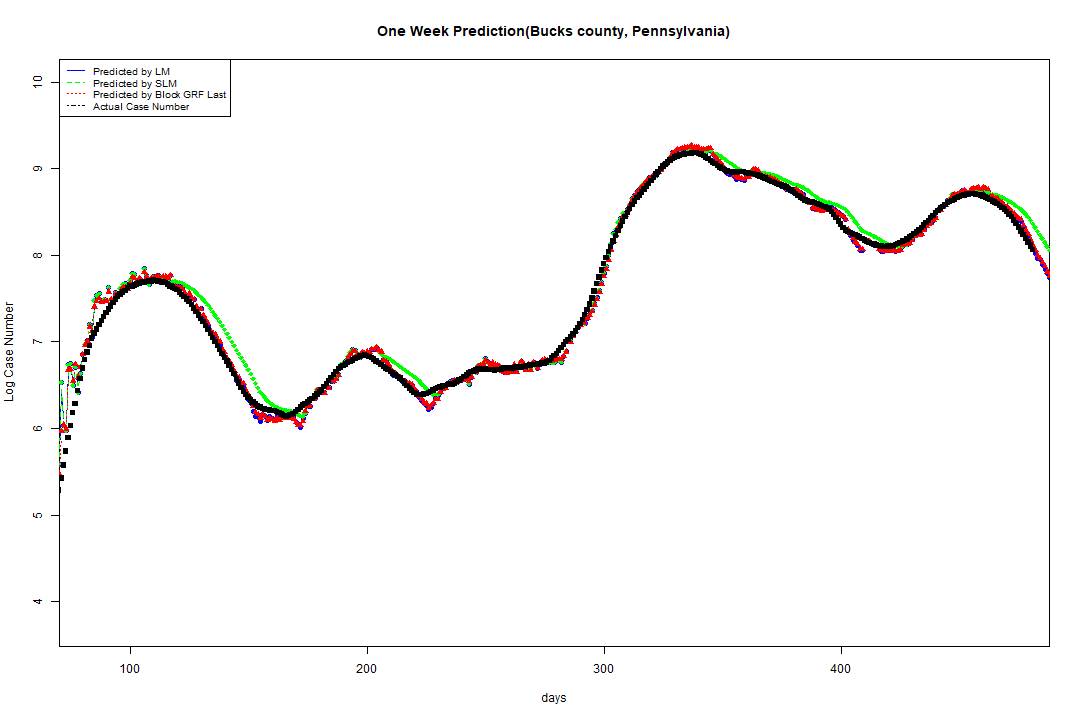 One Week Prediction(Bucks county, Pennsylvania)
Predicted by LM
Predicted by SLM
Predicted by Block GRF Last
Actual Case Number
10
9
8
7
6
5
4
Log Case Number
100
200
300
400
days